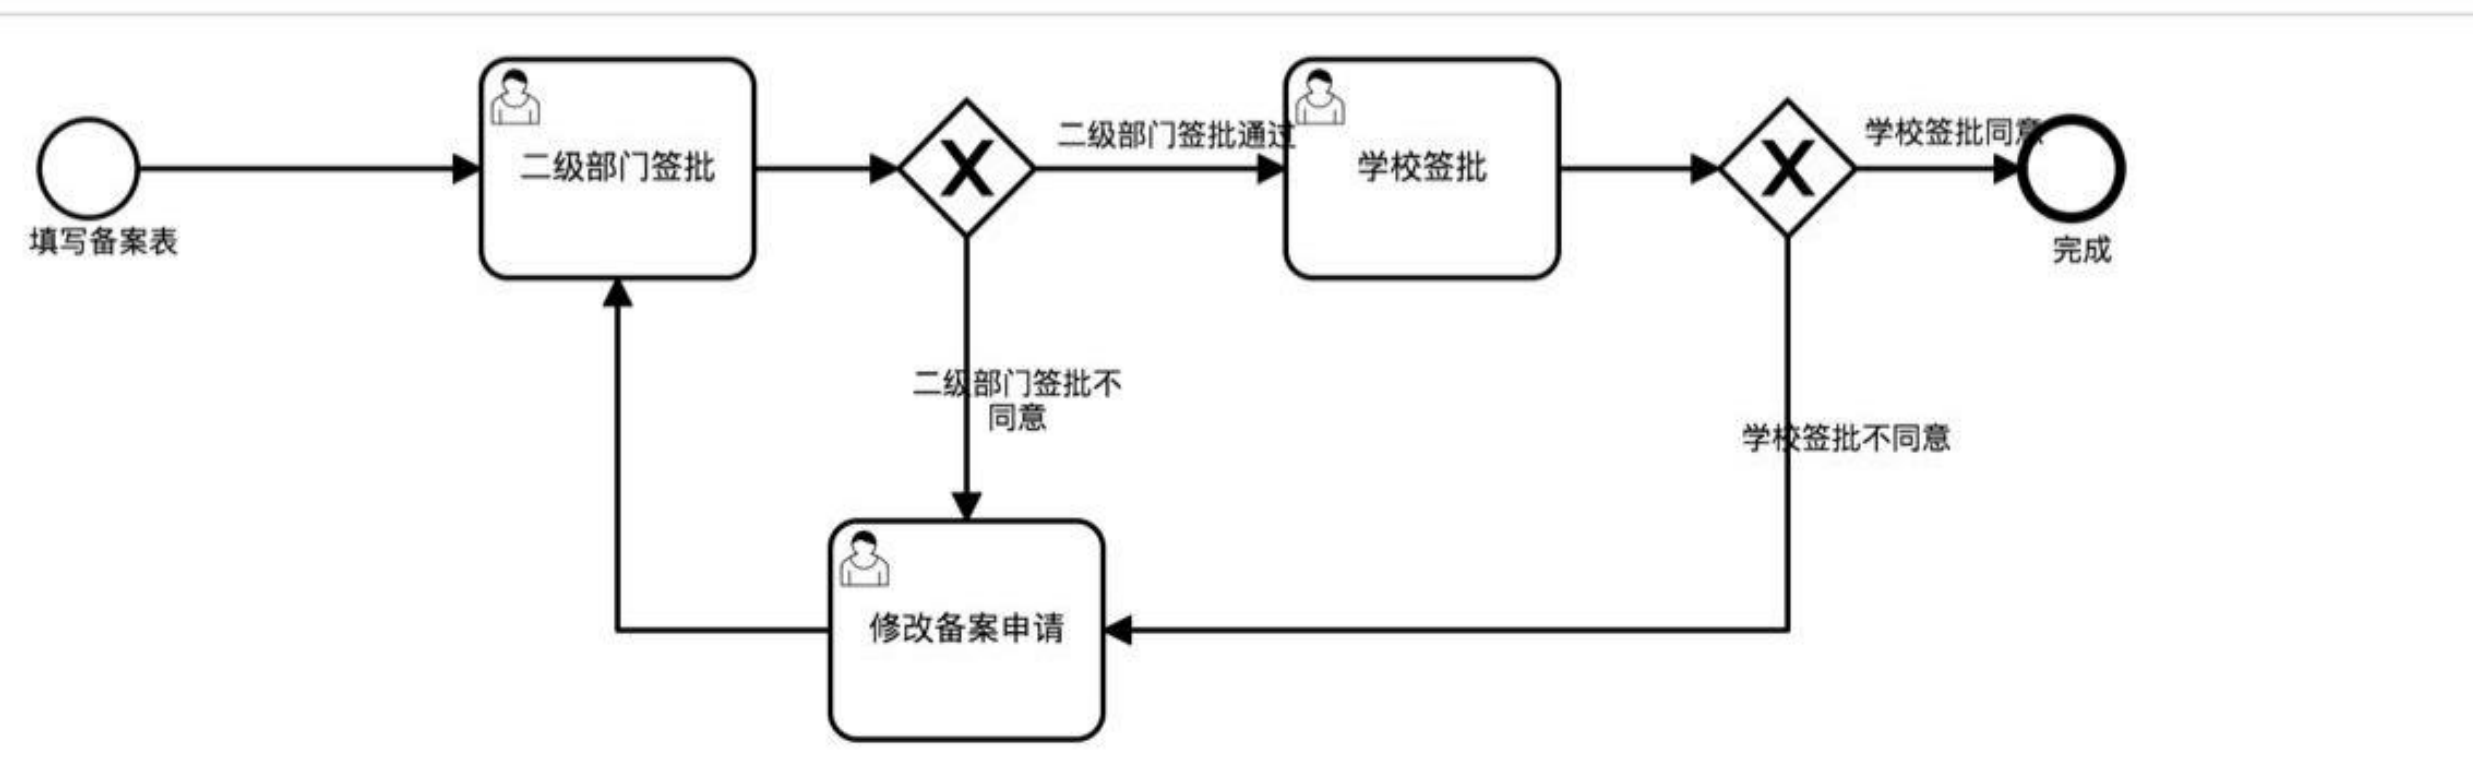 二级部门签批通过
学校签批同意
二级部门签批
学校签批
填写备案表
完成
二级部门签批不
同意
学校签批不同意
修改备案申请